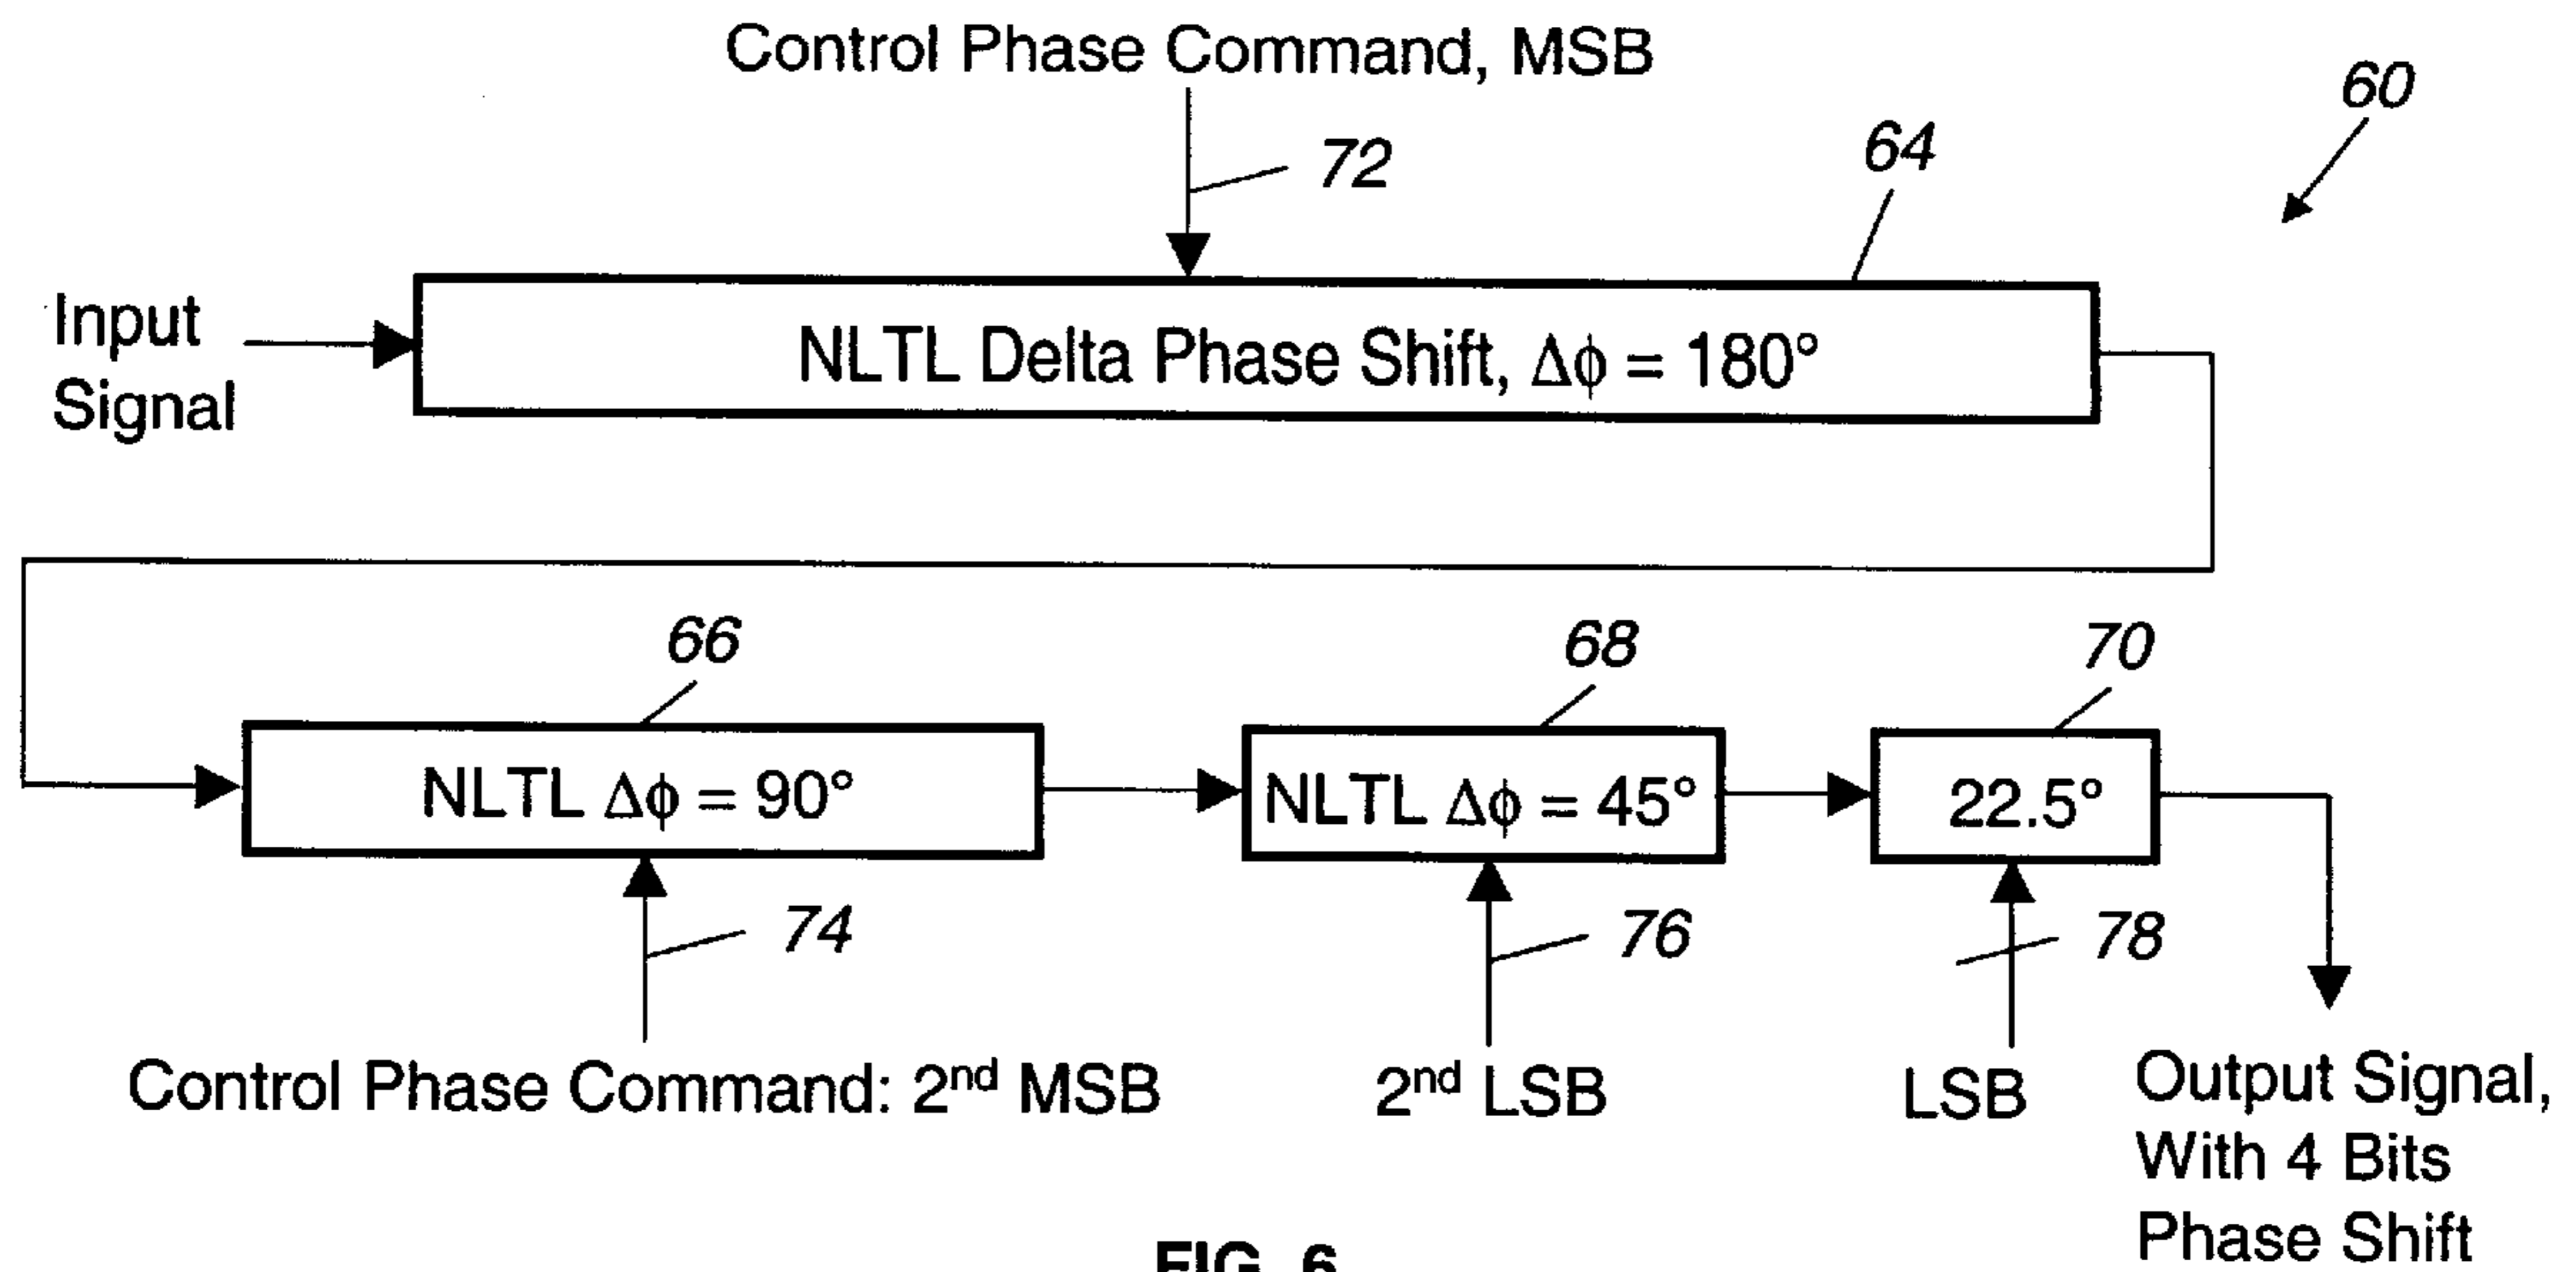 Control Phase Command, MSB
60
72
64
Input
Signal
NLTL Delta Phase Shift, Δϕ = 180°
66
68
70
NLTL Δϕ = 90°
NLTL Δϕ = 45°
22.5°
74
76
78
Control Phase Command: 2nd MSB
2nd LSB
LSB
Output Signal,
With 4 Bits
Phase Shift
FIG. 6